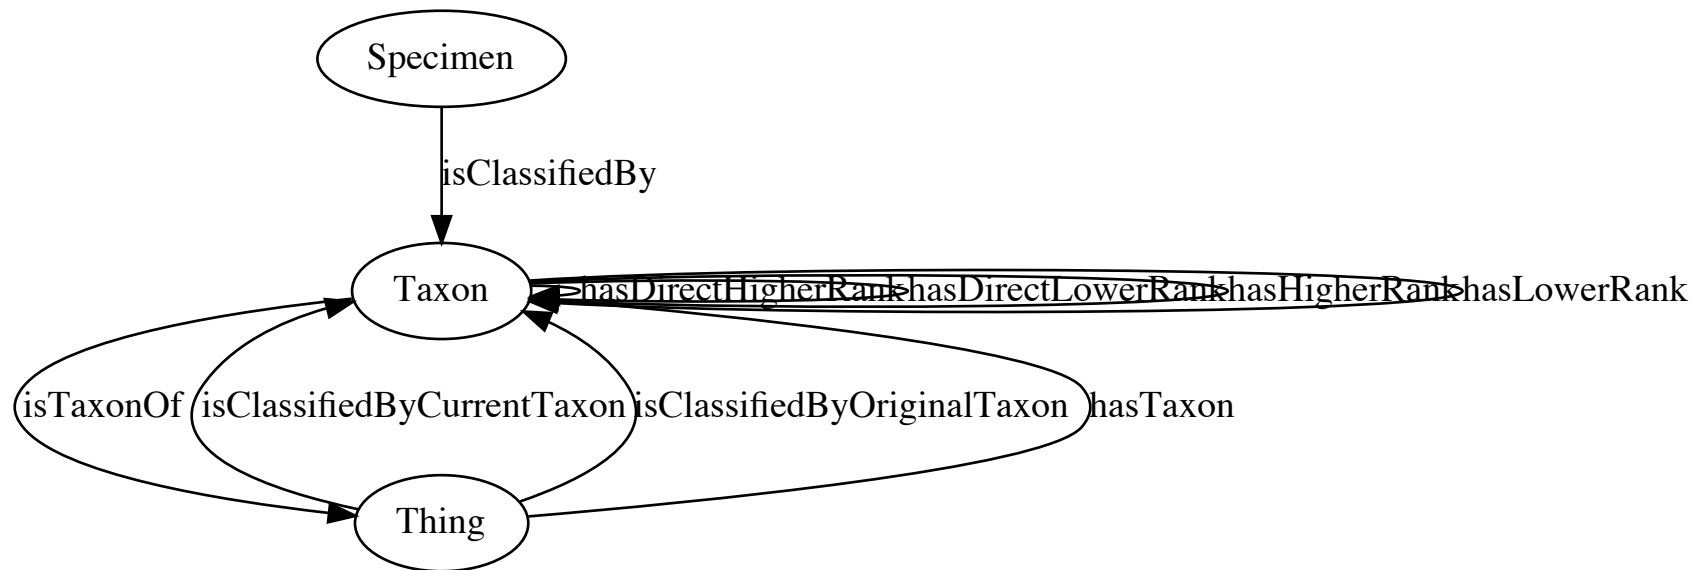 Specimen
isClassifiedBy
Taxon
hasDirectHigherRank
hasDirectLowerRank
hasHigherRank
hasLowerRank
isTaxonOf
isClassifiedByCurrentTaxon
isClassifiedByOriginalTaxon
hasTaxon
Thing